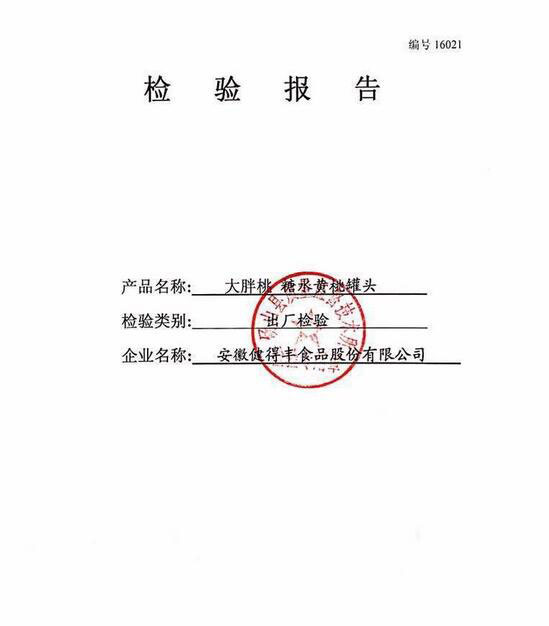 编号 16021
检 验 报 告
产品名称: 大胖桃 糖水黄桃罐头
检验类别: 出厂检验
企业名称: 安徽健得丰食品股份有限公司